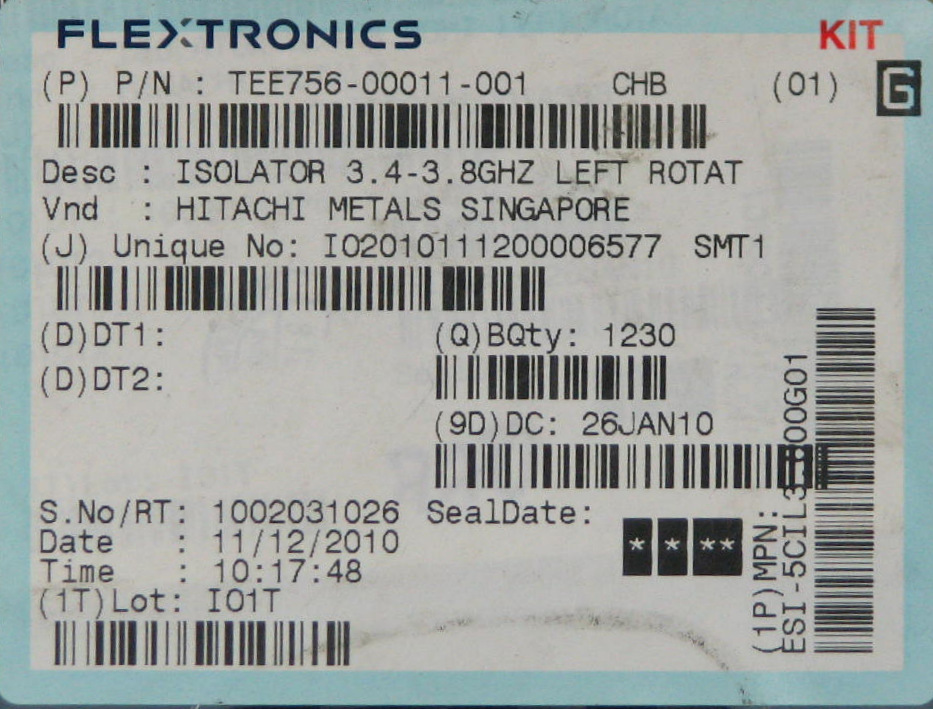 FLEXTRONICS KIT
(P) P/N : TEE756-00011-001 CHB (01) G
Desc : ISOLATOR 3.4-3.8GHZ LEFT ROTAT
Vnd : HITACHI METALS SINGAPORE
(J) Unique No: IO2010111200006577 SMT1
(D)DT1: (Q)BQty: 1230
(D)DT2:
(9D)DC: 26JAN10
S.No/RT: 1002031026 SealDate:
Date : 11/12/2010
Time : 10:17:48
* * **
(1T)Lot: IO1T
(1P)MPN: